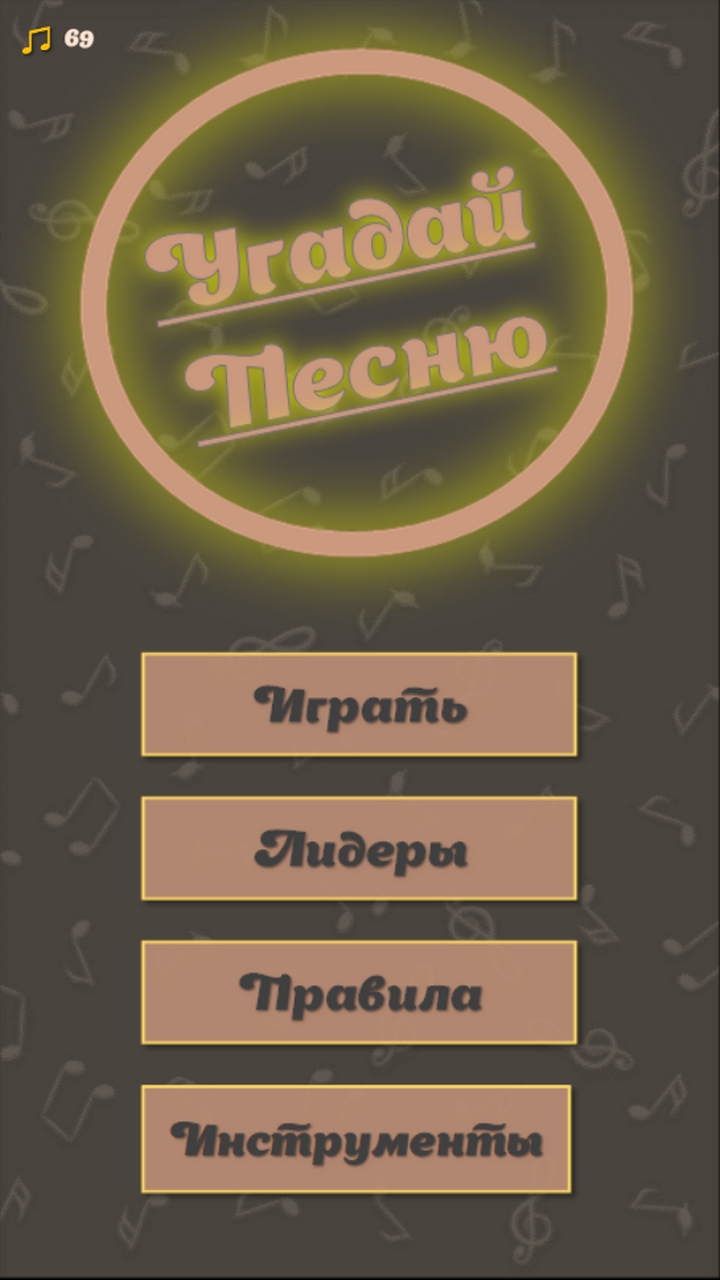 69
Угадай
Песню
Играть
Лидеры
Правила
Инструменты